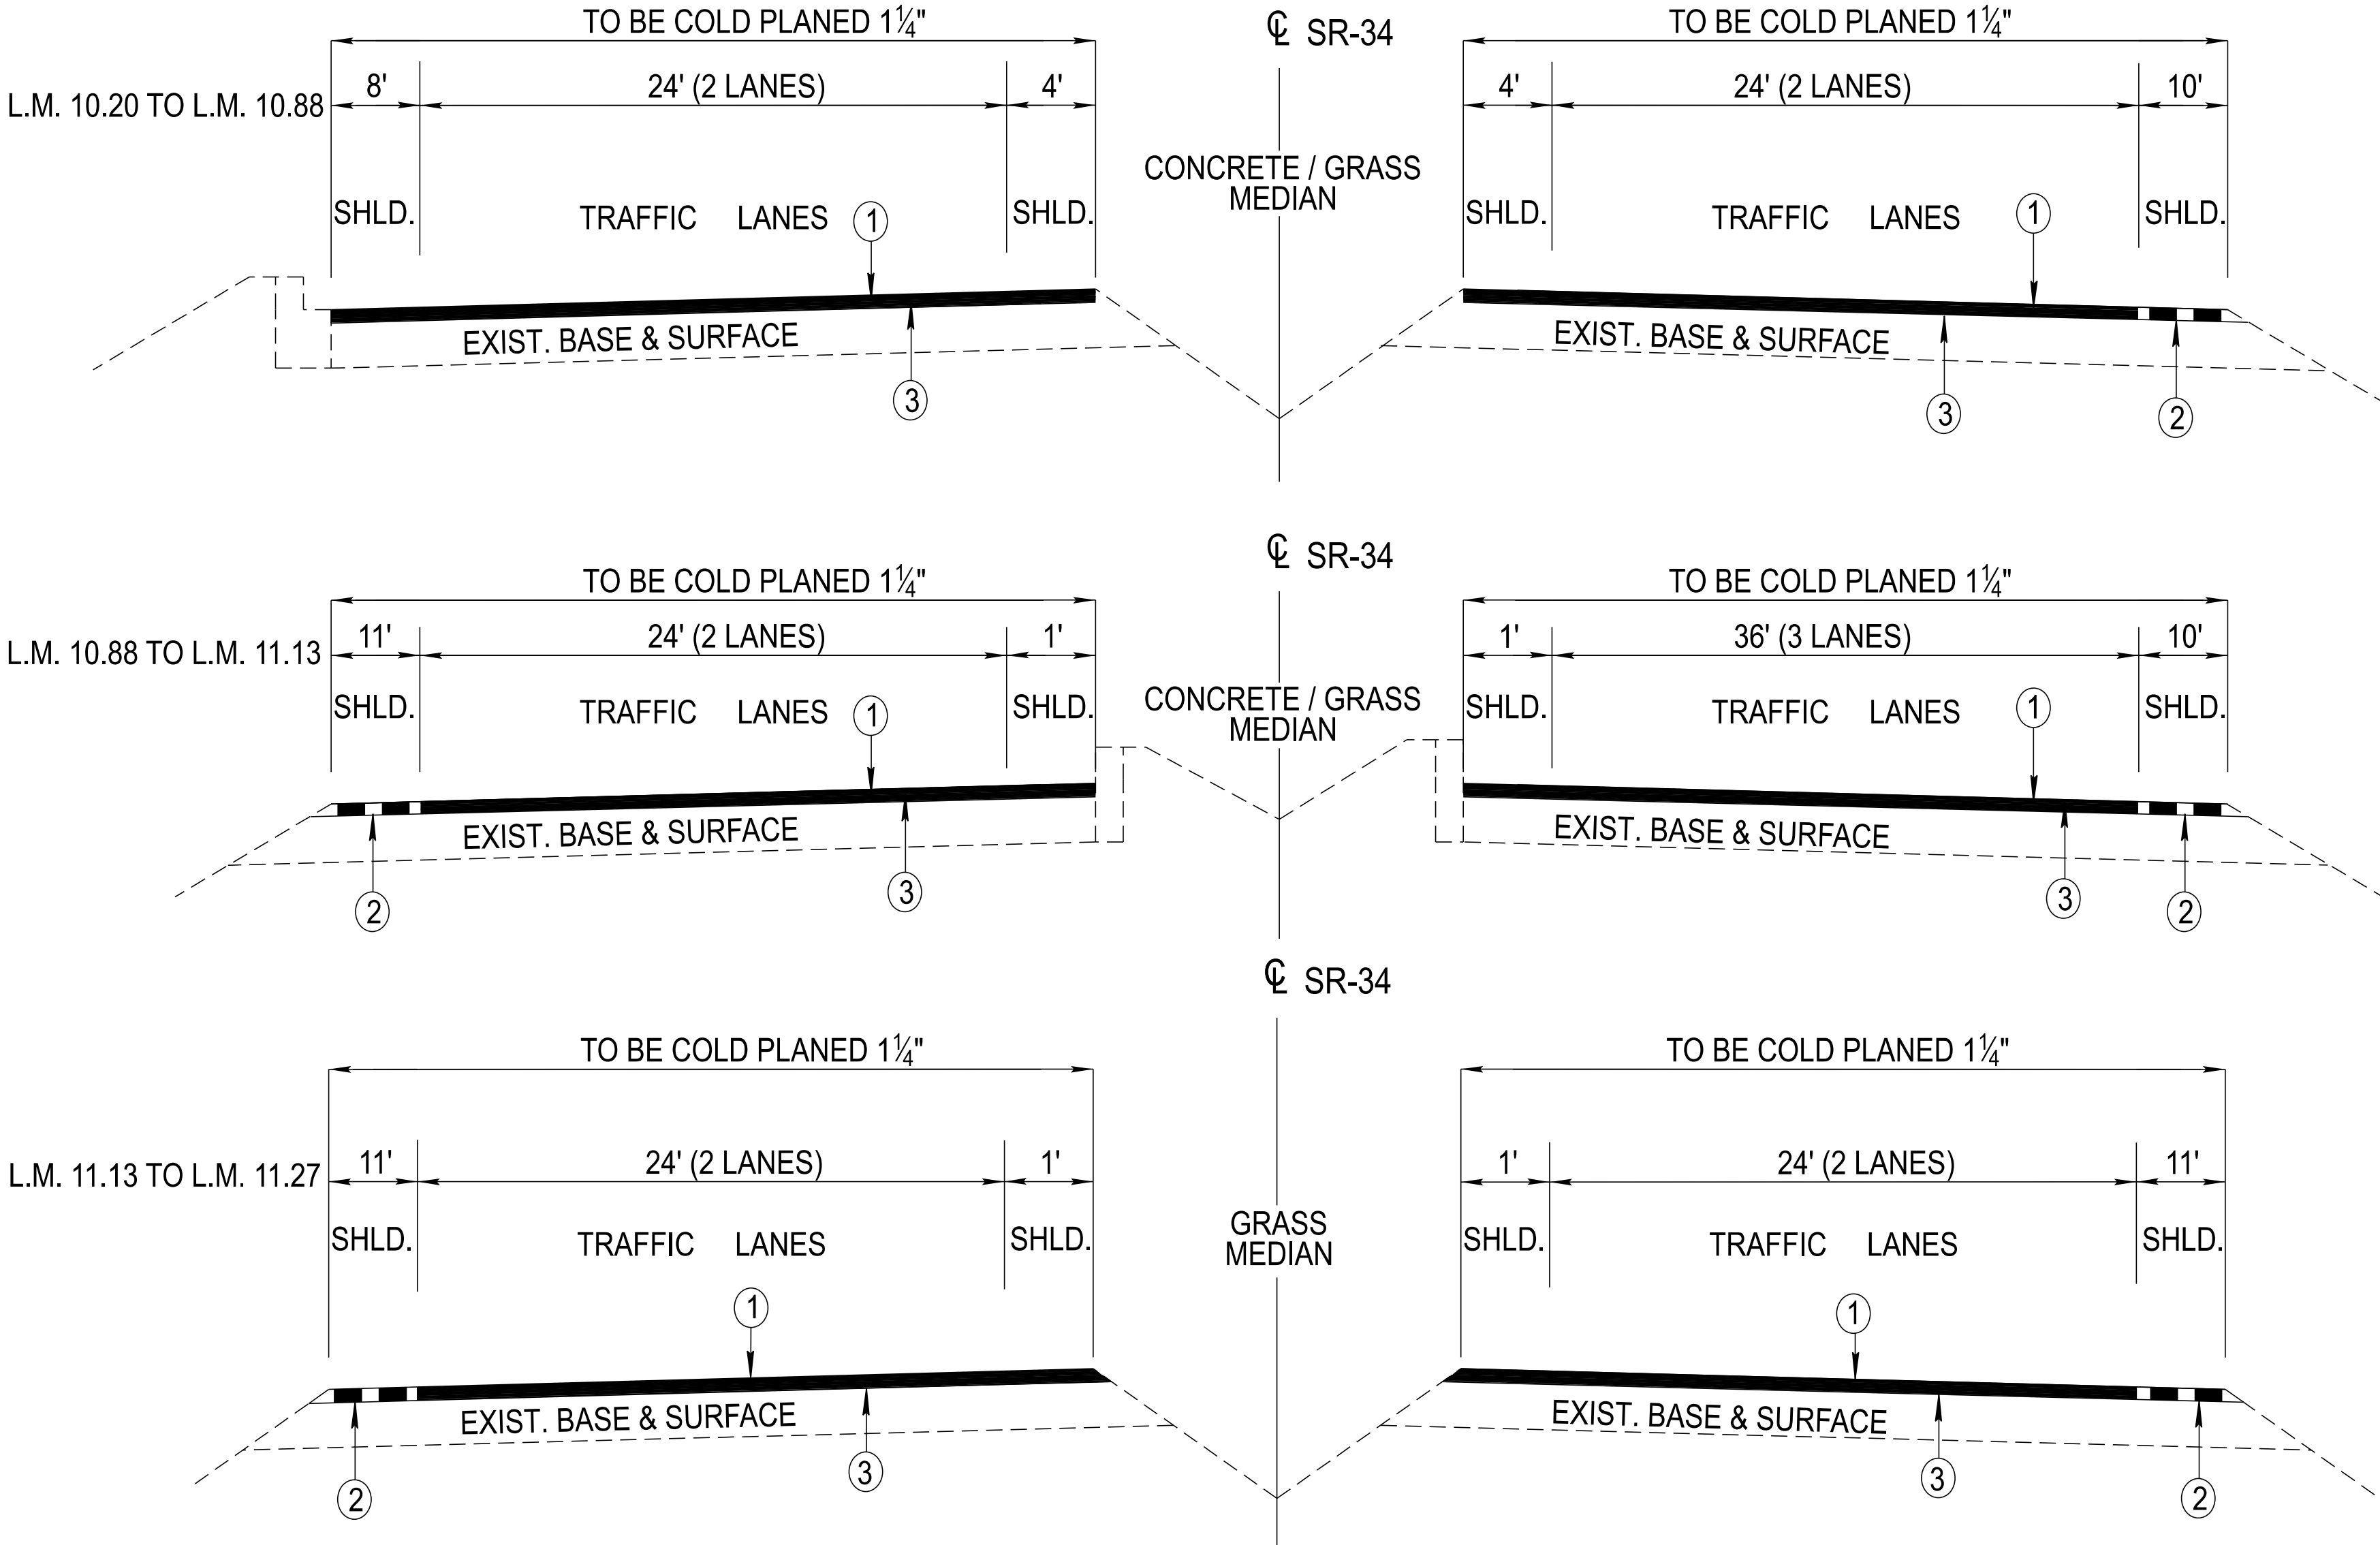 TO BE COLD PLANED 1¼"
℄ SR-34
TO BE COLD PLANED 1¼"
L.M. 10.20 TO L.M. 10.88
8'
24' (2 LANES)
4'
4'
24' (2 LANES)
10'
CONCRETE / GRASS
MEDIAN
SHLD.
TRAFFIC LANES
1
SHLD.
SHLD.
TRAFFIC LANES
1
SHLD.
EXIST. BASE & SURFACE
EXIST. BASE & SURFACE
3
3
2
℄ SR-34
TO BE COLD PLANED 1¼"
TO BE COLD PLANED 1¼"
L.M. 10.88 TO L.M. 11.13
11'
24' (2 LANES)
1'
1'
36' (3 LANES)
10'
CONCRETE / GRASS
MEDIAN
SHLD.
TRAFFIC LANES
1
SHLD.
SHLD.
TRAFFIC LANES
1
SHLD.
EXIST. BASE & SURFACE
EXIST. BASE & SURFACE
2
3
3
2
℄ SR-34
TO BE COLD PLANED 1¼"
TO BE COLD PLANED 1¼"
L.M. 11.13 TO L.M. 11.27
11'
24' (2 LANES)
1'
1'
24' (2 LANES)
11'
GRASS
MEDIAN
SHLD.
TRAFFIC LANES
SHLD.
SHLD.
TRAFFIC LANES
SHLD.
1
1
EXIST. BASE & SURFACE
EXIST. BASE & SURFACE
2
3
3
2